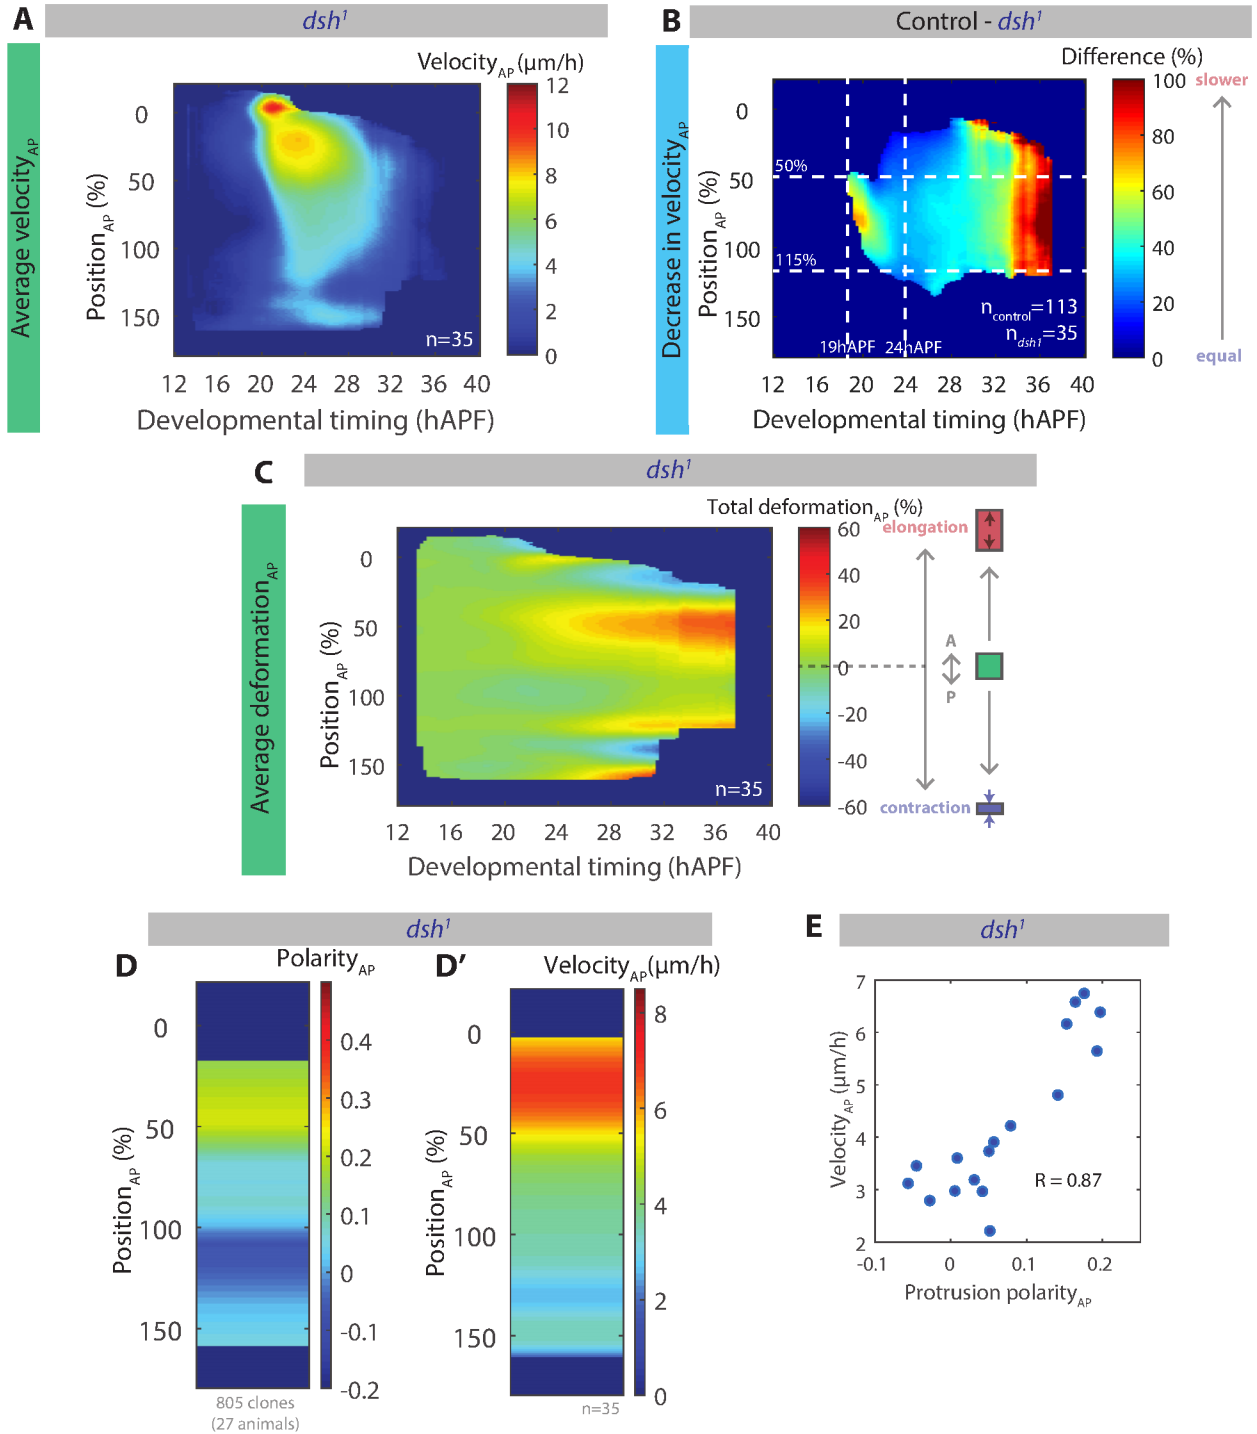 A
dsh¹
Average velocityAP
VelocityAP (µm/h)
PositionAP (%)
0
50
100
150
12 16 20 24 28 32 36 40
Developmental timing (hAPF)
n=35
12
10
8
6
4
2
0
B
Control - dsh¹
Decrease in velocityAP
Difference (%)
PositionAP (%)
0
50
100
150
50%
115%
19hAPF 24hAPF
ncontrol=113
ndsh1=35
12 16 20 24 28 32 36 40
Developmental timing (hAPF)
100
80
60
40
20
0
slower
equal
C
dsh¹
Average deformationAP
Total deformationAP (%)
PositionAP (%)
0
50
100
150
n=35
12 16 20 24 28 32 36 40
Developmental timing (hAPF)
60
40
20
0
-20
-40
-60
elongation
A
P
contraction
dsh¹
D
PolarityAP
PositionAP (%)
0
50
100
150
0.4
0.3
0.2
0.1
0
-0.1
-0.2
805 clones
(27 animals)
D’
VelocityAP(µm/h)
PositionAP (%)
0
50
100
150
8
6
4
2
0
n=35
E
dsh¹
VelocityAP (µm/h)
7
6
5
4
3
2
R = 0.87
-0.1 0 0.1 0.2
Protrusion polarityAP